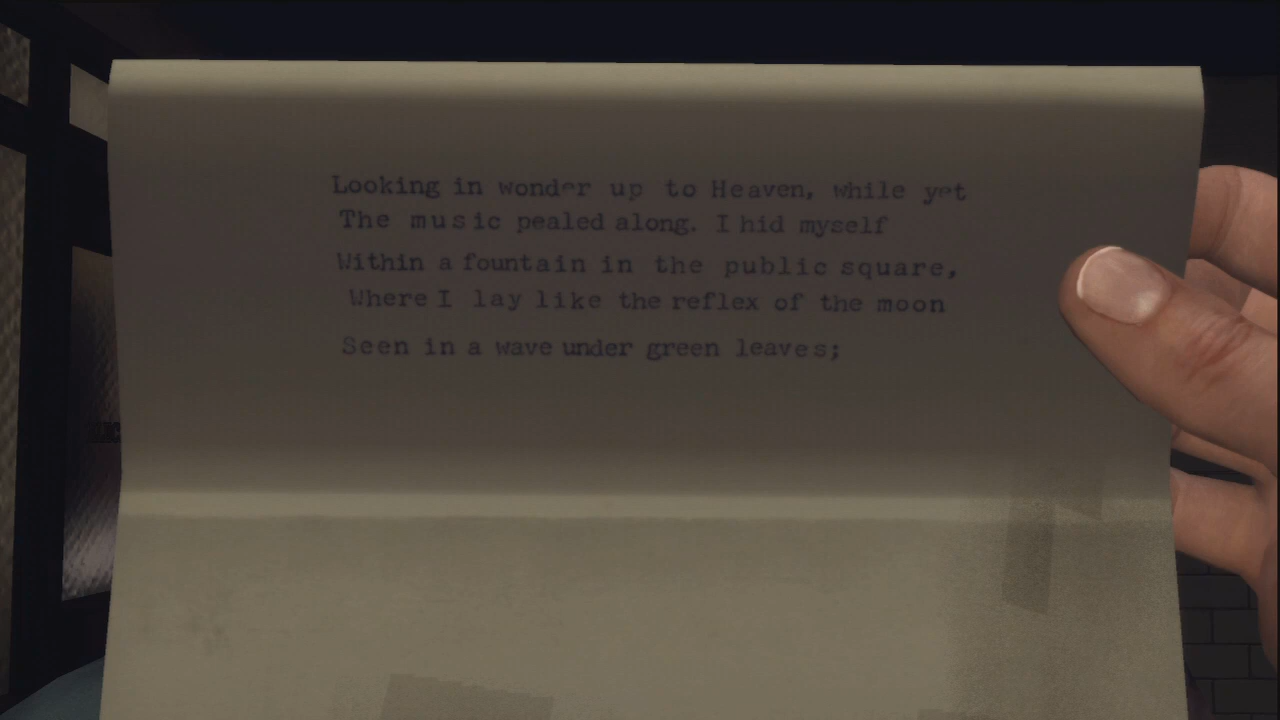 Looking in wonder up to Heaven, while yet
The music pealed along. I hid myself
Within a fountain in the public square,
Where I lay like the reflex of the moon
Seen in a wave under green leaves;